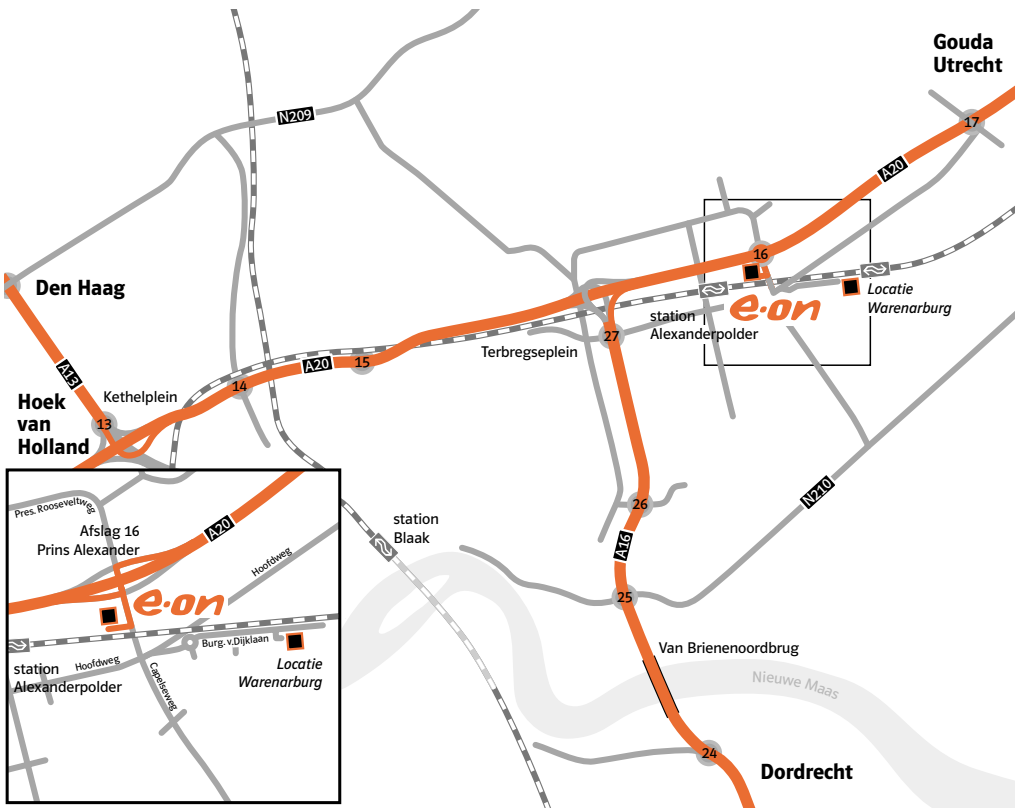 Gouda
Utrecht
17
N209
A20
16
Den Haag
Locatie
Warenarburg
e·on
station
Alexanderpolder
27
Terbregseplein
A13
A20
15
14
Kethelplein
Hoek
van
Holland
13
N210
26
A16
station
Blaak
25
Van Brienenoordbrug
Nieuwe Maas
24
Dordrecht
Pres. Rooseveltweg
A20
Afslag 16
Prins Alexander
Hoofdweg
e·on
Burg. v.Dijklaan
Hoofdweg
station
Alexanderpolder
Capelseweg
Locatie
Warenarburg